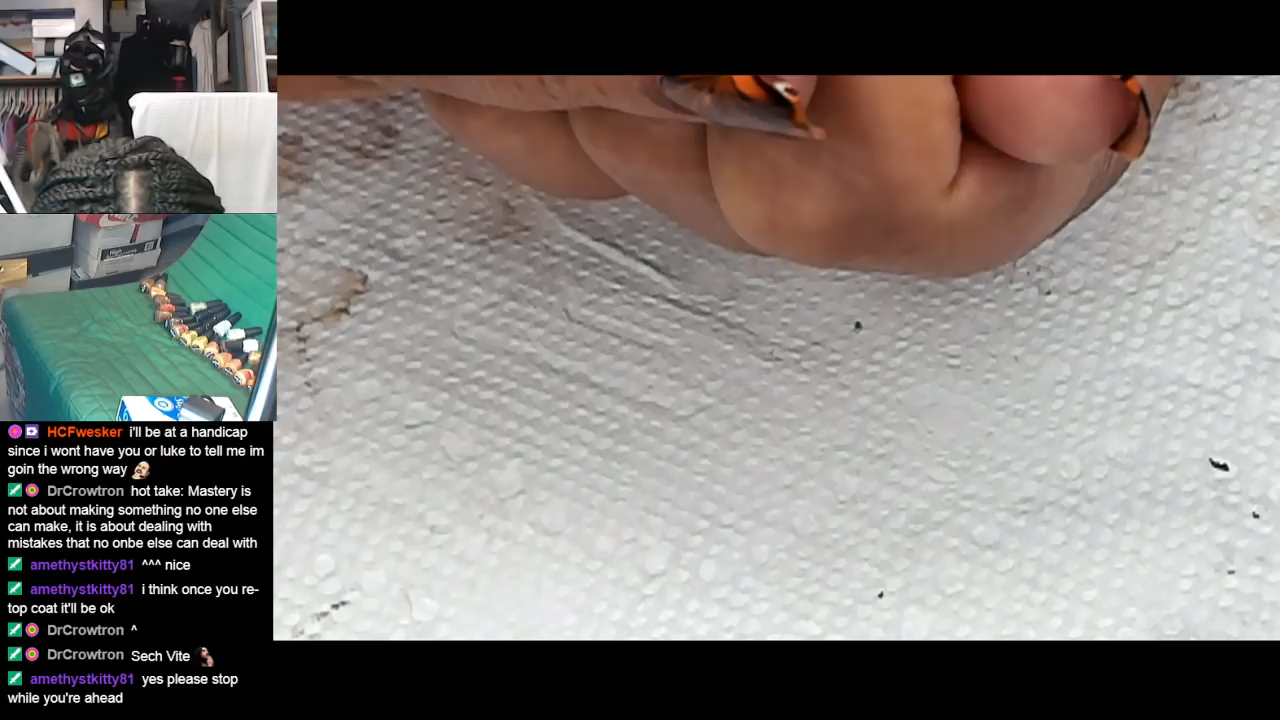 HCFwesker i'll be at a handicap
since i wont have you or luke to tell me im
goin the wrong way
DrCrowtron hot take: Mastery is
not about making something no one else
can make, it is about dealing with
mistakes that no onbe else can deal with
amethystkitty81 ^^^ nice
amethystkitty81 i think once you re-
top coat it'll be ok
DrCrowtron ^
DrCrowtron Sech Vite
amethystkitty81 yes please stop
while you're ahead